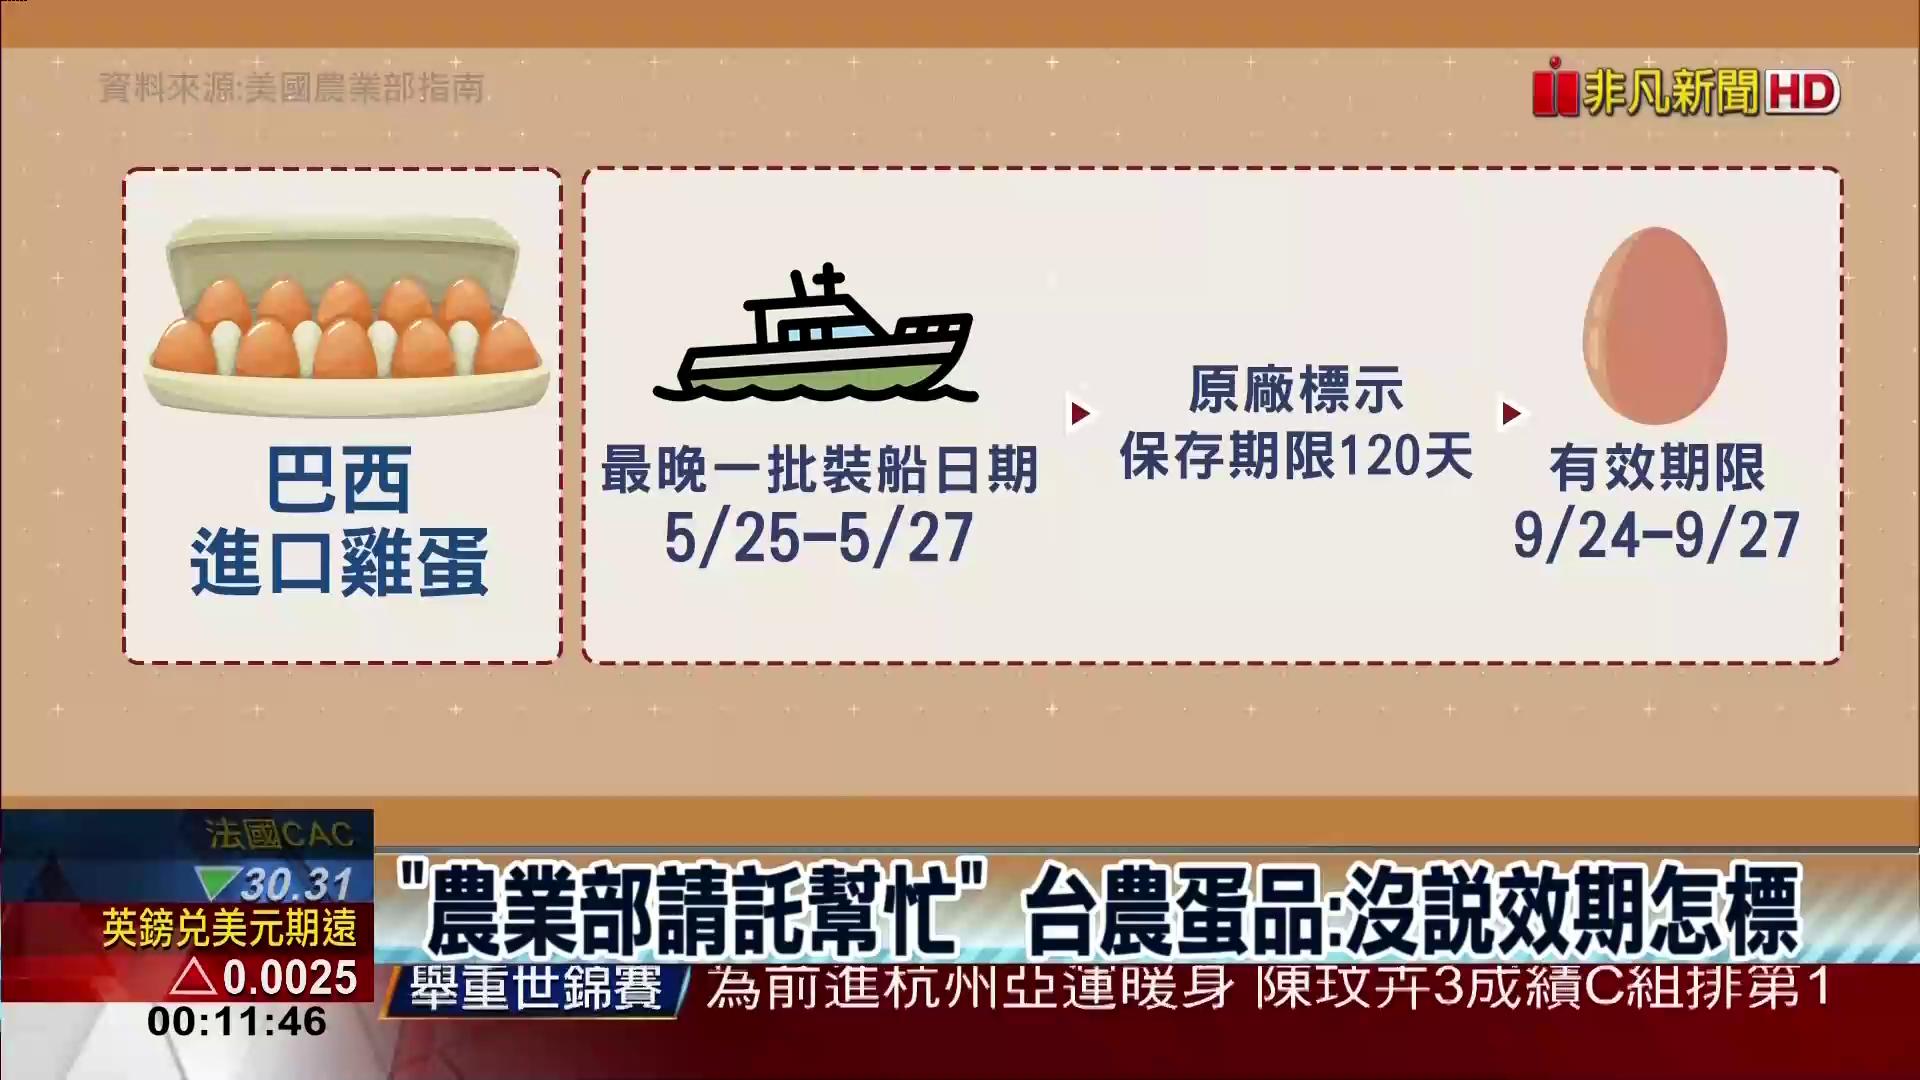 資料來源:美國農業部指南
非凡新聞HD
巴西
進口雞蛋
最晚一批裝船日期
5/25-5/27
原廠標示
保存期限120天
有效期限
9/24-9/27
法國CAC
▼30.31
英鎊兌美元期遠
△0.0025
00:11:46
"農業部請託幫忙" 台農蛋品:沒說效期怎標
舉重世錦賽 為前進杭州亞運暖身 陳玟卉3成績C組排第1